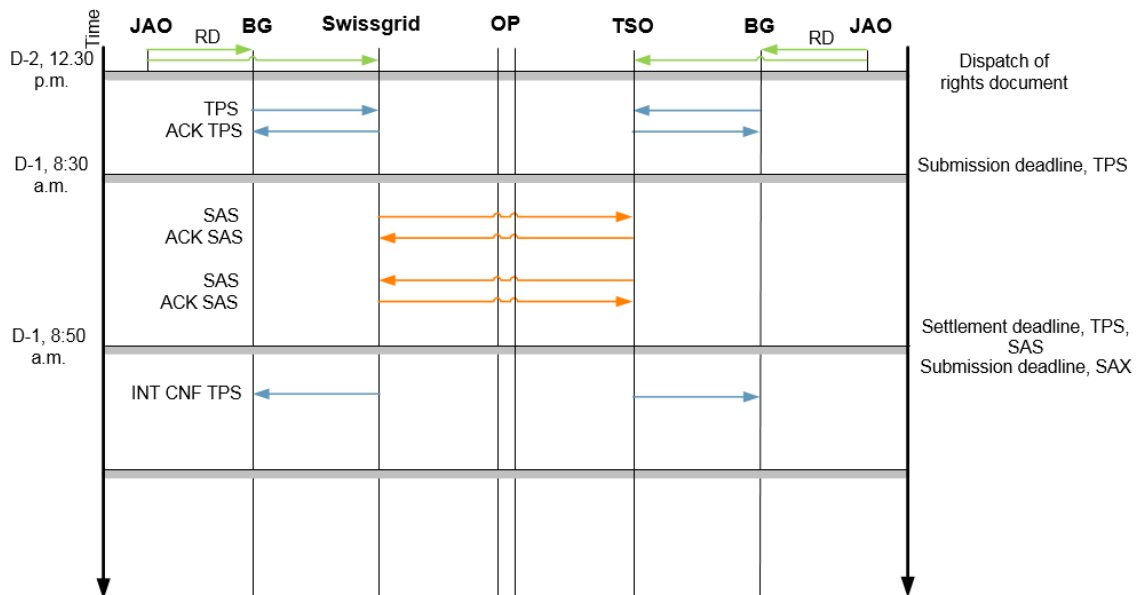 Time
JAO BG Swissgrid OP TSO BG JAO
RD RD
D-2, 12.30
p.m.
Dispatch of
rights document
TPS
ACK TPS
D-1, 8:30
a.m.
Submission deadline, TPS
SAS
ACK SAS
SAS
ACK SAS
D-1, 8:50
a.m.
Settlement deadline, TPS,
SAS
Submission deadline, SAX
INT CNF TPS